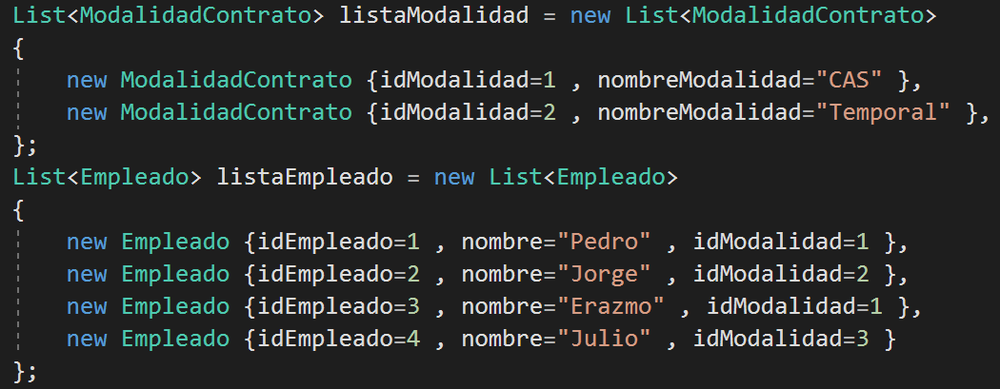 List<ModalidadContrato> listaModalidad = new List<ModalidadContrato>
{
    new ModalidadContrato {idModalidad=1 , nombreModalidad="CAS" },
    new ModalidadContrato {idModalidad=2 , nombreModalidad="Temporal" },
};
List<Empleado> listaEmpleado = new List<Empleado>
{
    new Empleado {idEmpleado=1 , nombre="Pedro" , idModalidad=1 },
    new Empleado {idEmpleado=2 , nombre="Jorge" , idModalidad=2 },
    new Empleado {idEmpleado=3 , nombre="Erazmo" , idModalidad=1 },
    new Empleado {idEmpleado=4 , nombre="Julio" , idModalidad=3 }
};